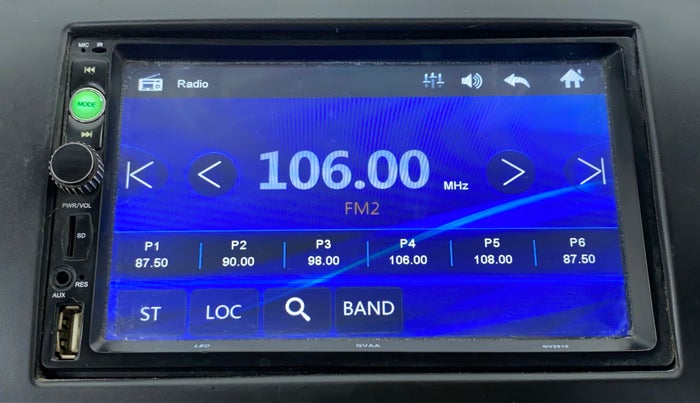 MIC IR
Radio
MODE
106.00 MHz
FM2
PWR/VOL
P1 P2 P3 P4 P5 P6
87.50 90.00 98.00 106.00 108.00 87.50
SD
RES
AUX
ST LOC BAND
LED GVAA